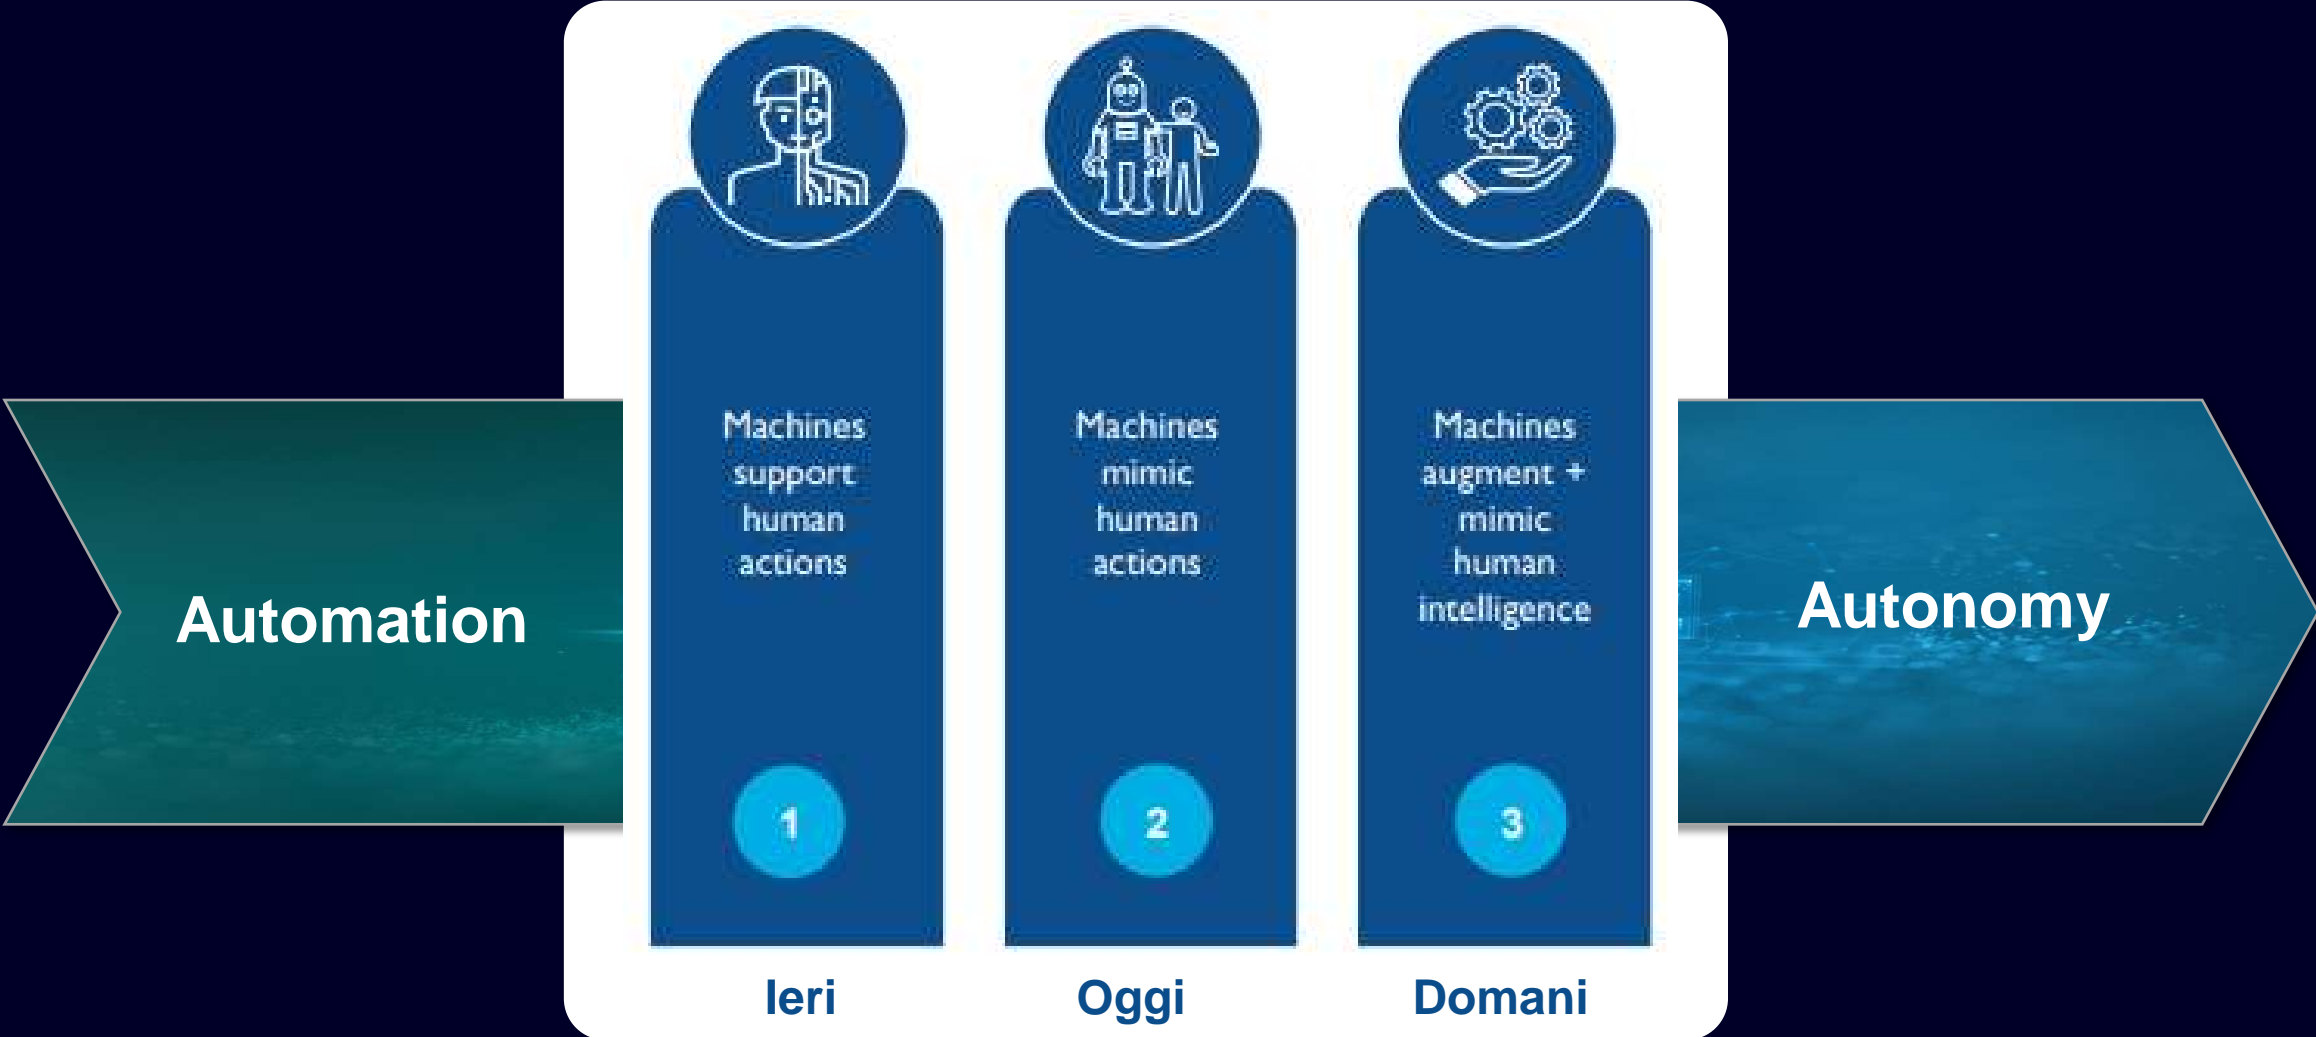 Automation
Machines
support
human
actions
1
Ieri
Machines
mimic
human
actions
2
Oggi
Machines
augment +
mimic
human
intelligence
3
Domani
Autonomy